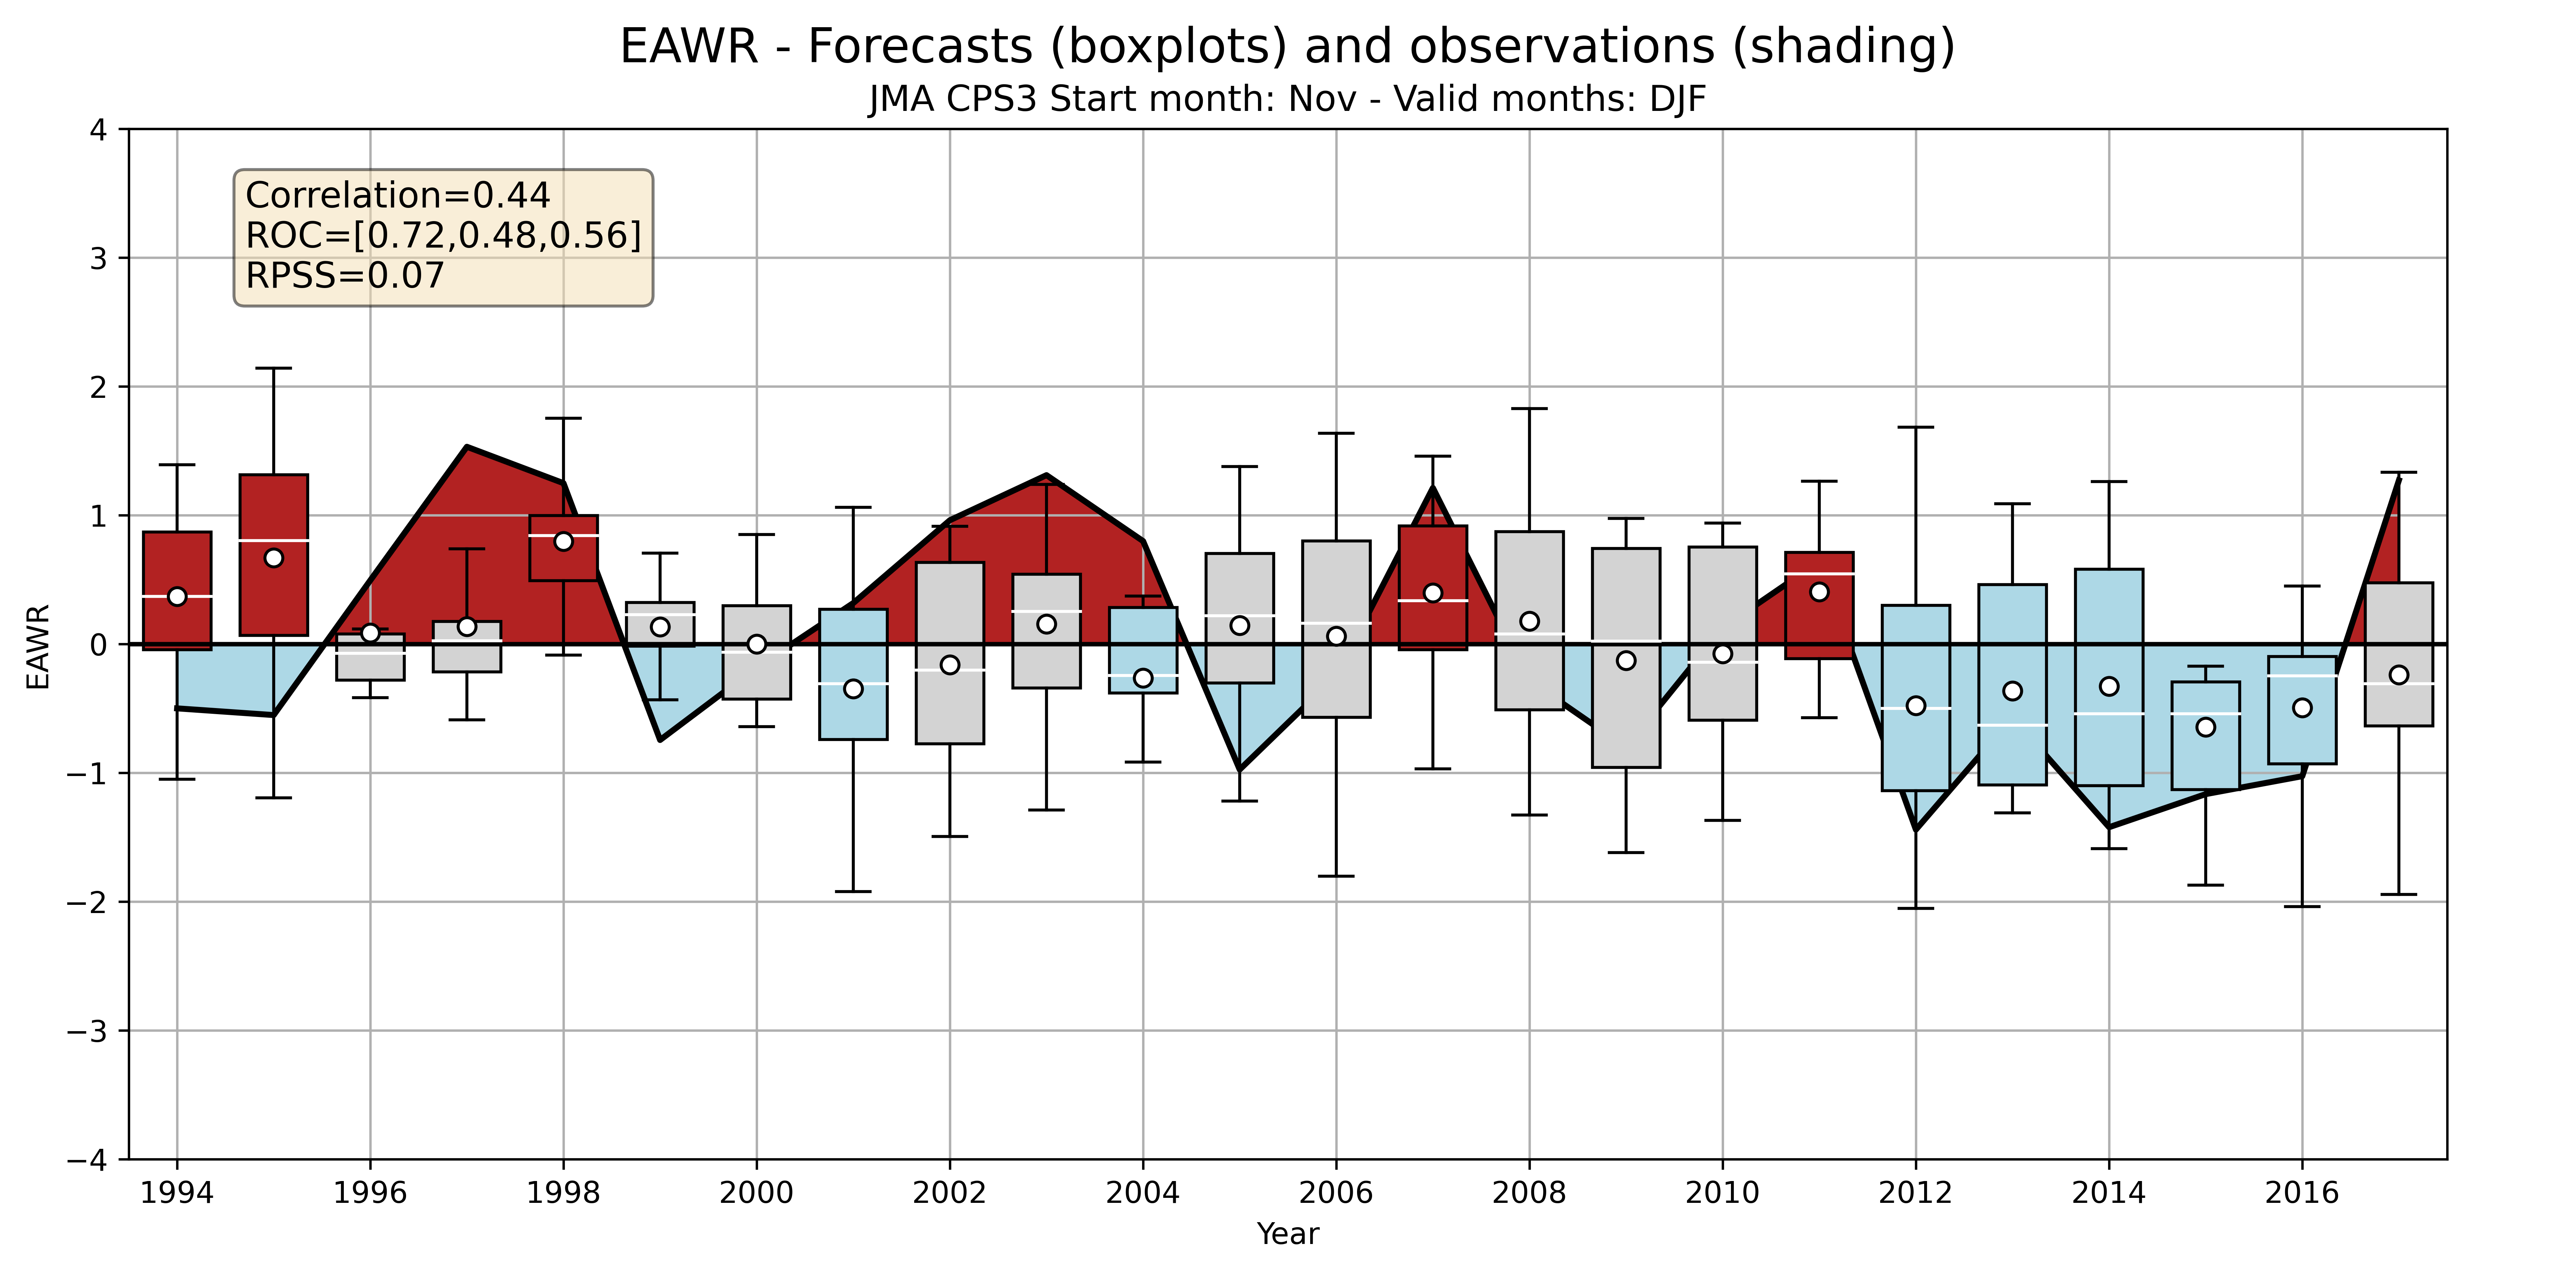 EAWR - Forecasts (boxplots) and observations (shading)
JMA CPS3 Start month: Nov - Valid months: DJF
Correlation=0.44
ROC=[0.72,0.48,0.56]
RPSS=0.07
EAWR
4
3
2
1
0
−1
−2
−3
−4
1994 1996 1998 2000 2002 2004 2006 2008 2010 2012 2014 2016
Year